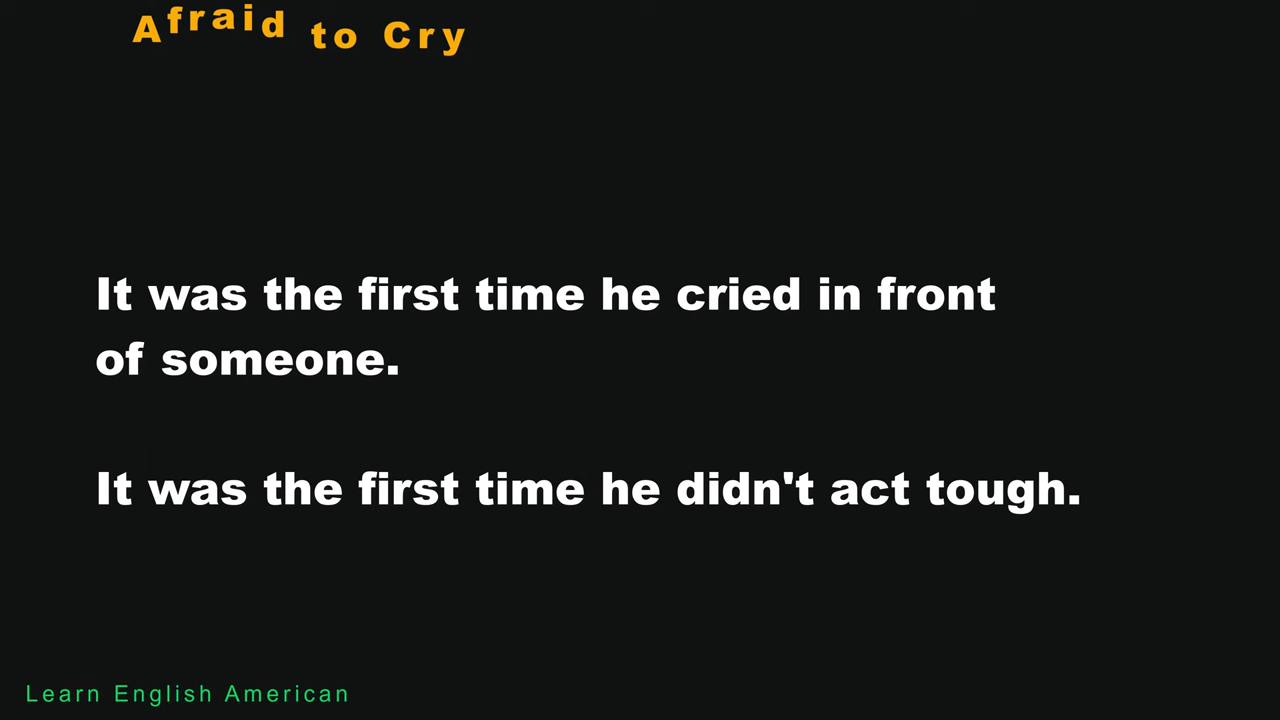 Afraid to Cry
It was the first time he cried in front
of someone.
It was the first time he didn't act tough.
Learn English American